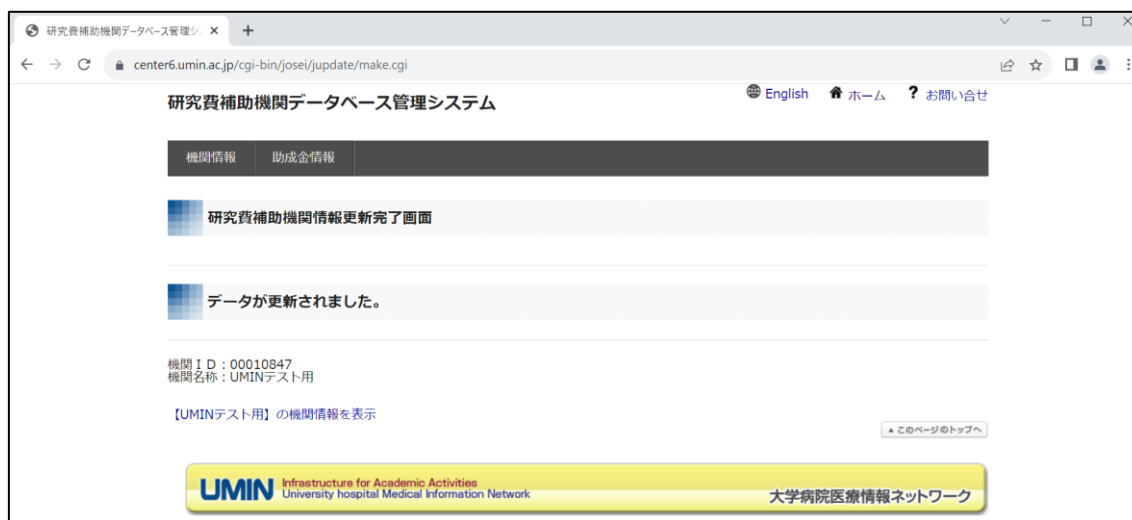 研究費補助機関データベース管理シ
center6.umin.ac.jp/cgi-bin/josei/jupdate/make.cgi
研究費補助機関データベース管理システム
English ホーム ? お問い合せ
機関情報 助成金情報
研究費補助機関情報更新完了画面
データが更新されました。
機関ＩＤ：00010847
機関名称：UMINテスト用
【UMINテスト用】の機関情報を表示
▲このページのトップへ
UMIN Infrastructure for Academic Activities
University hospital Medical Information Network
大学病院医療情報ネットワーク